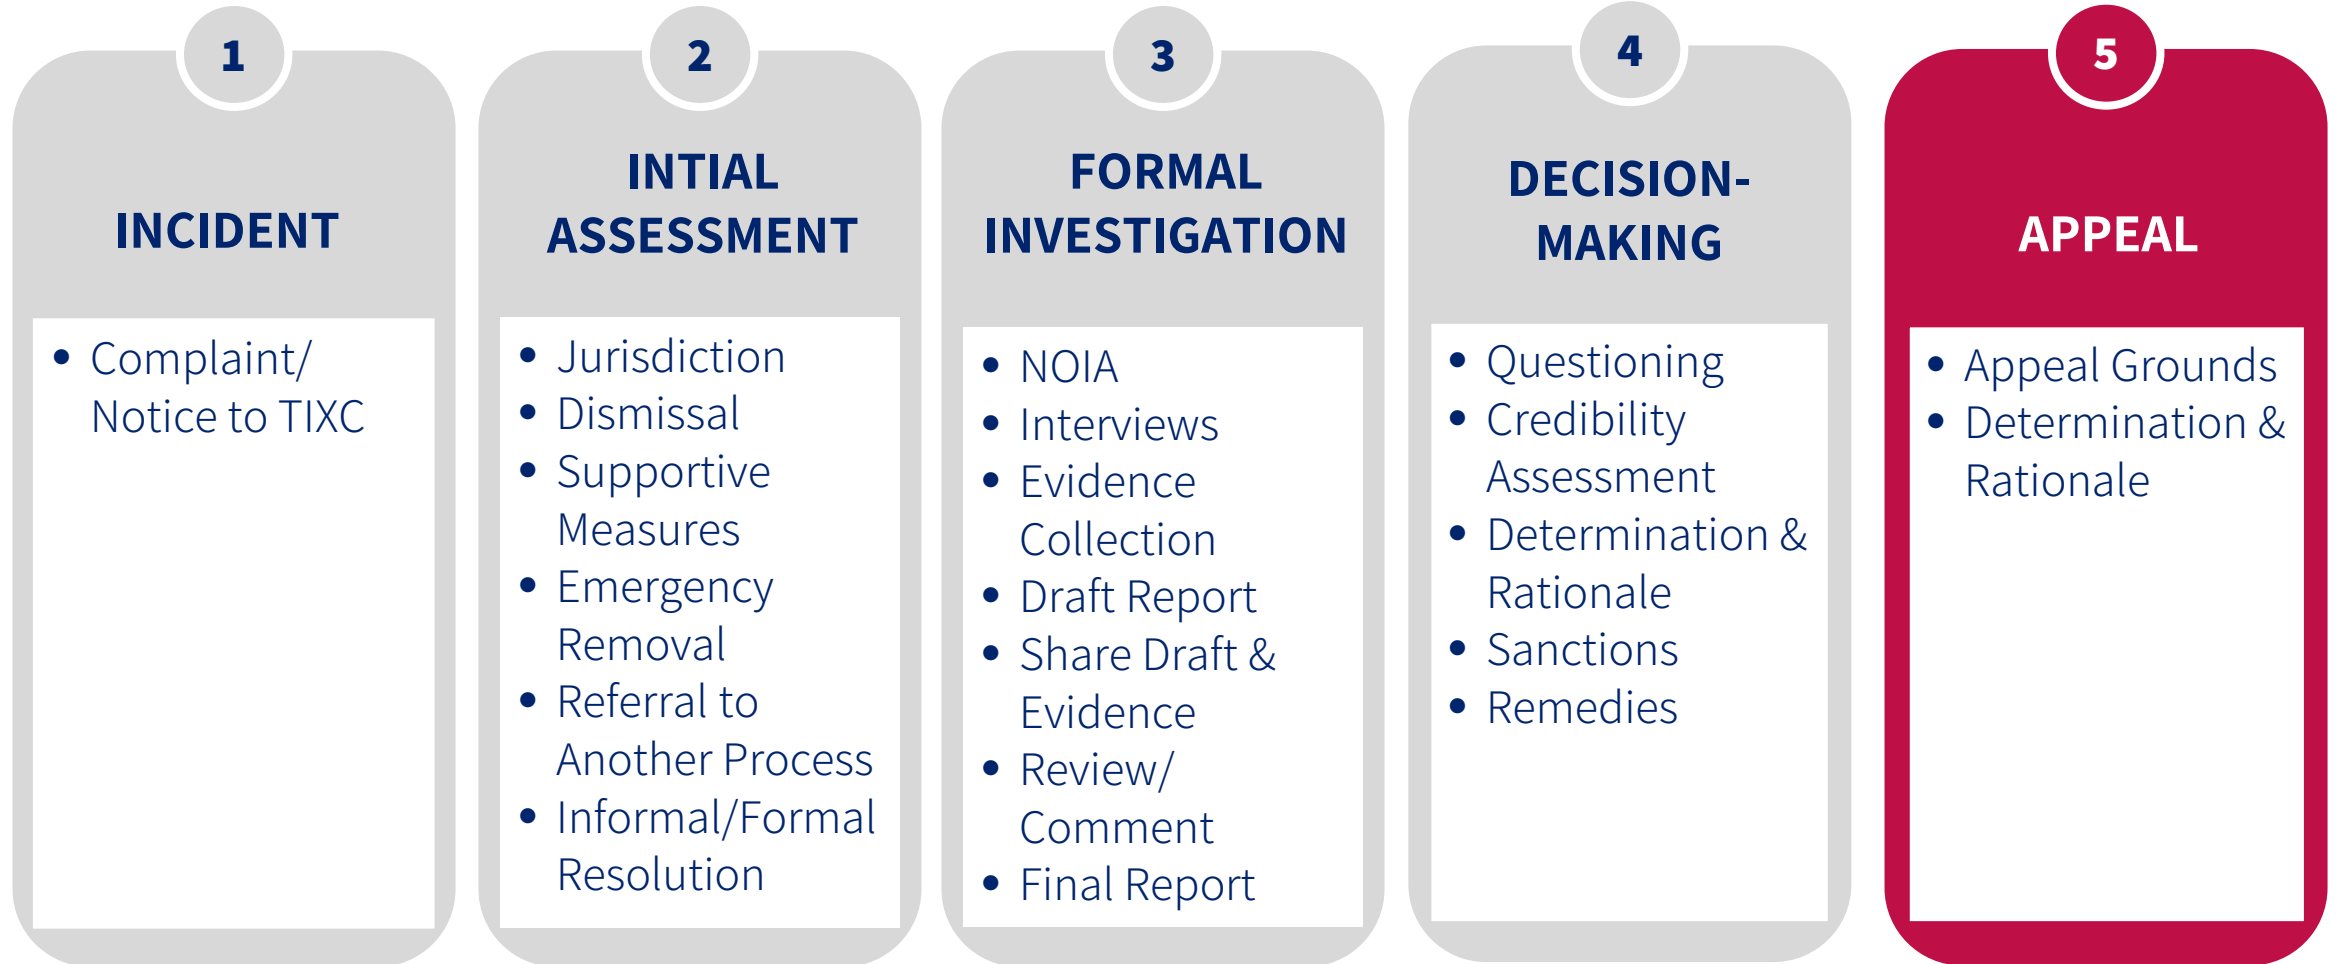 1
INCIDENT
• Complaint/
Notice to TIXC
2
INTIAL
ASSESSMENT
• Jurisdiction
• Dismissal
• Supportive
Measures
• Emergency
Removal
• Referral to
Another Process
• Informal/Formal
Resolution
3
FORMAL
INVESTIGATION
• NOIA
• Interviews
• Evidence
Collection
• Draft Report
• Share Draft &
Evidence
• Review/
Comment
• Final Report
4
DECISION-
MAKING
• Questioning
• Credibility
Assessment
• Determination &
Rationale
• Sanctions
• Remedies
5
APPEAL
• Appeal Grounds
• Determination &
Rationale